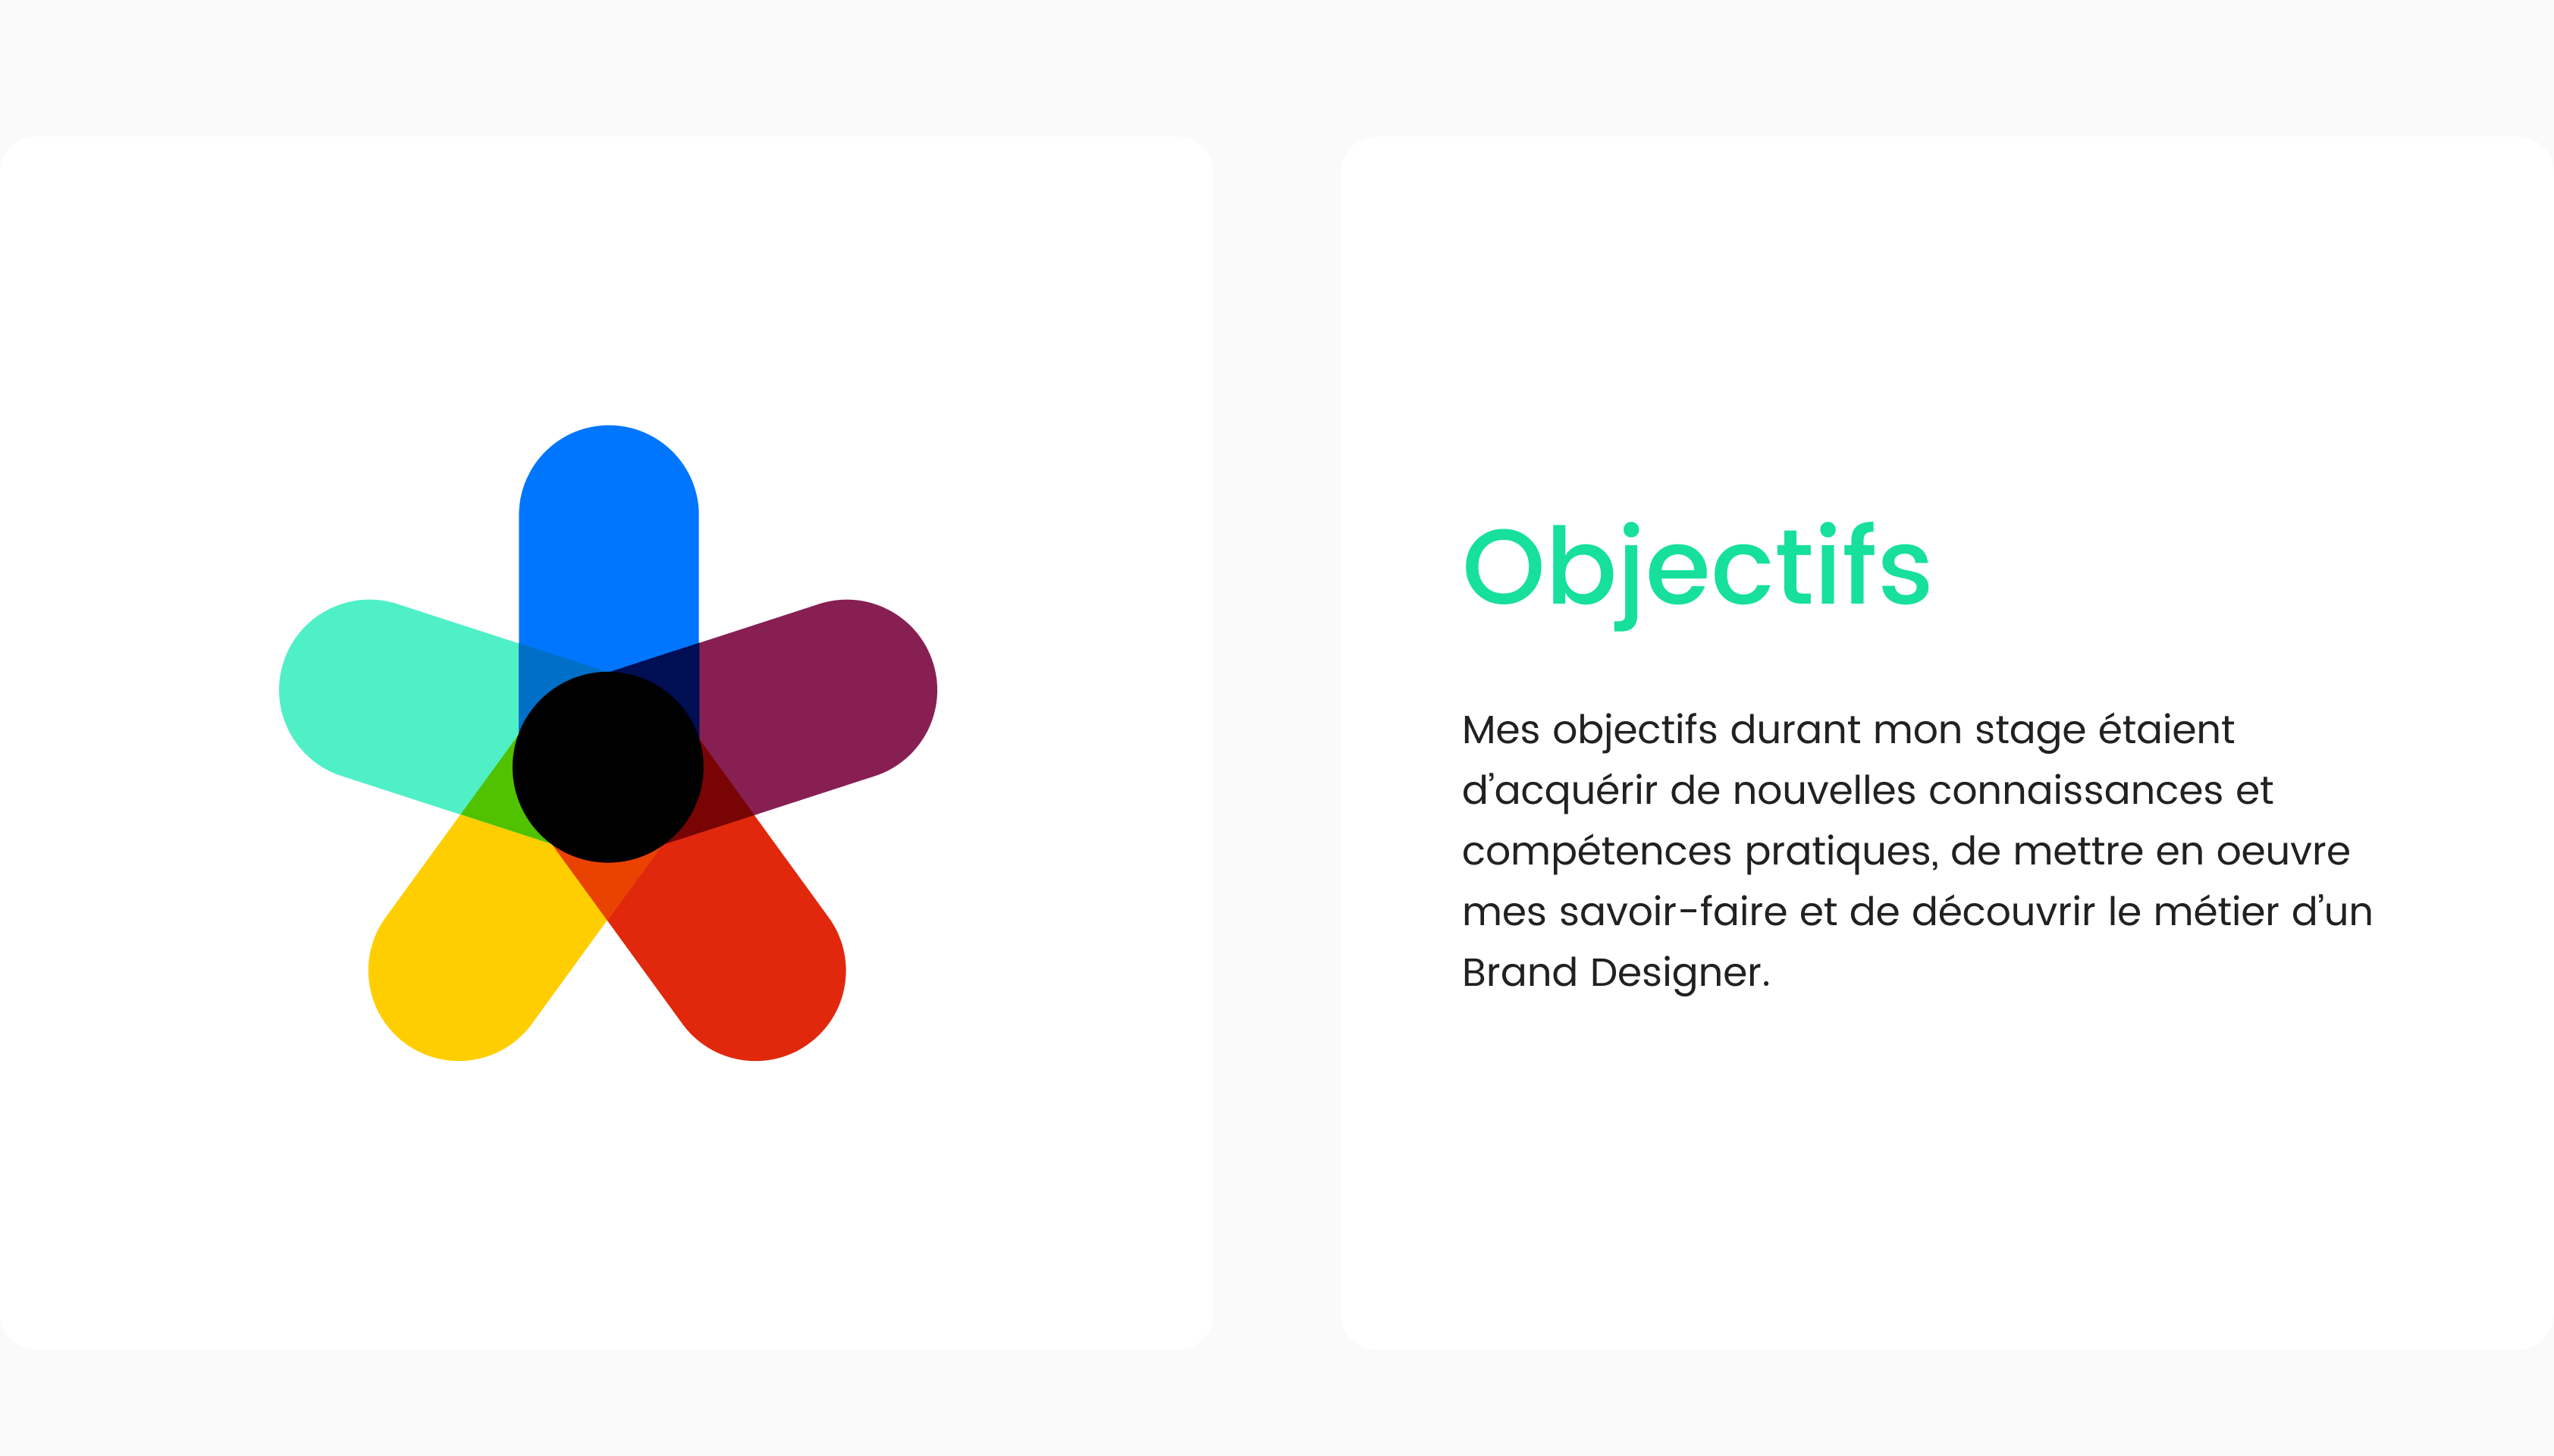 Objectifs
Mes objectifs durant mon stage étaient
d’acquérir de nouvelles connaissances et
compétences pratiques, de mettre en oeuvre
mes savoir-faire et de découvrir le métier d’un
Brand Designer.